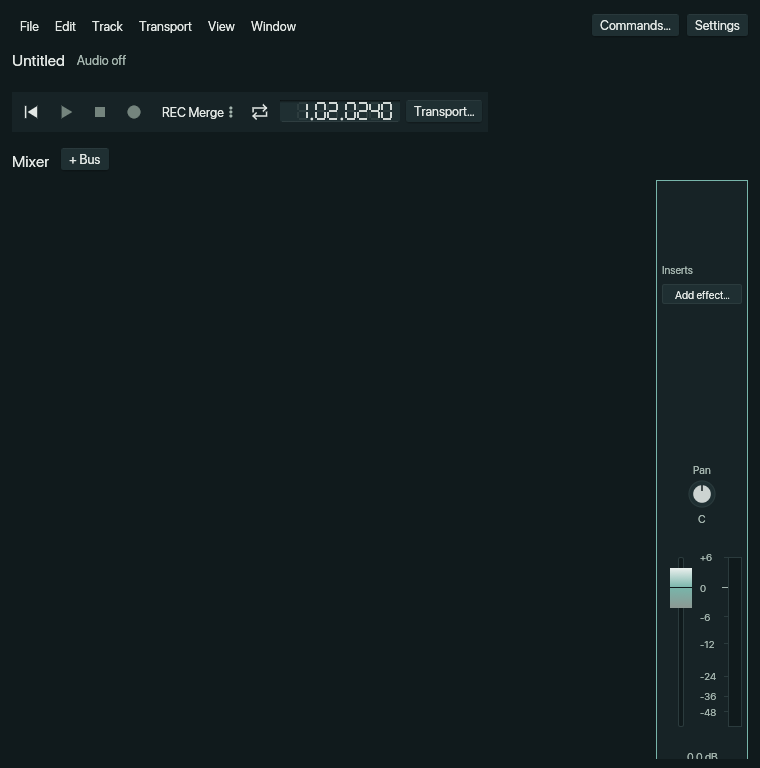 File Edit Track Transport View Window Commands... Settings
Untitled Audio off
REC Merge 1.02.0240 Transport...
Mixer + Bus
Inserts
Add effect...
Pan
C
+6
0
-6
-12
-24
-36
-48
0.0 dB